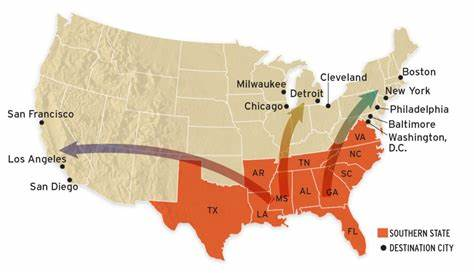 Boston
Milwaukee
Cleveland
Detroit
New York
Chicago
Philadelphia
Baltimore
Washington,
D.C.
San Francisco
Los Angeles
San Diego
VA
TN
NC
AR
SC
MS
AL
GA
TX
LA
FL
SOUTHERN STATE
DESTINATION CITY